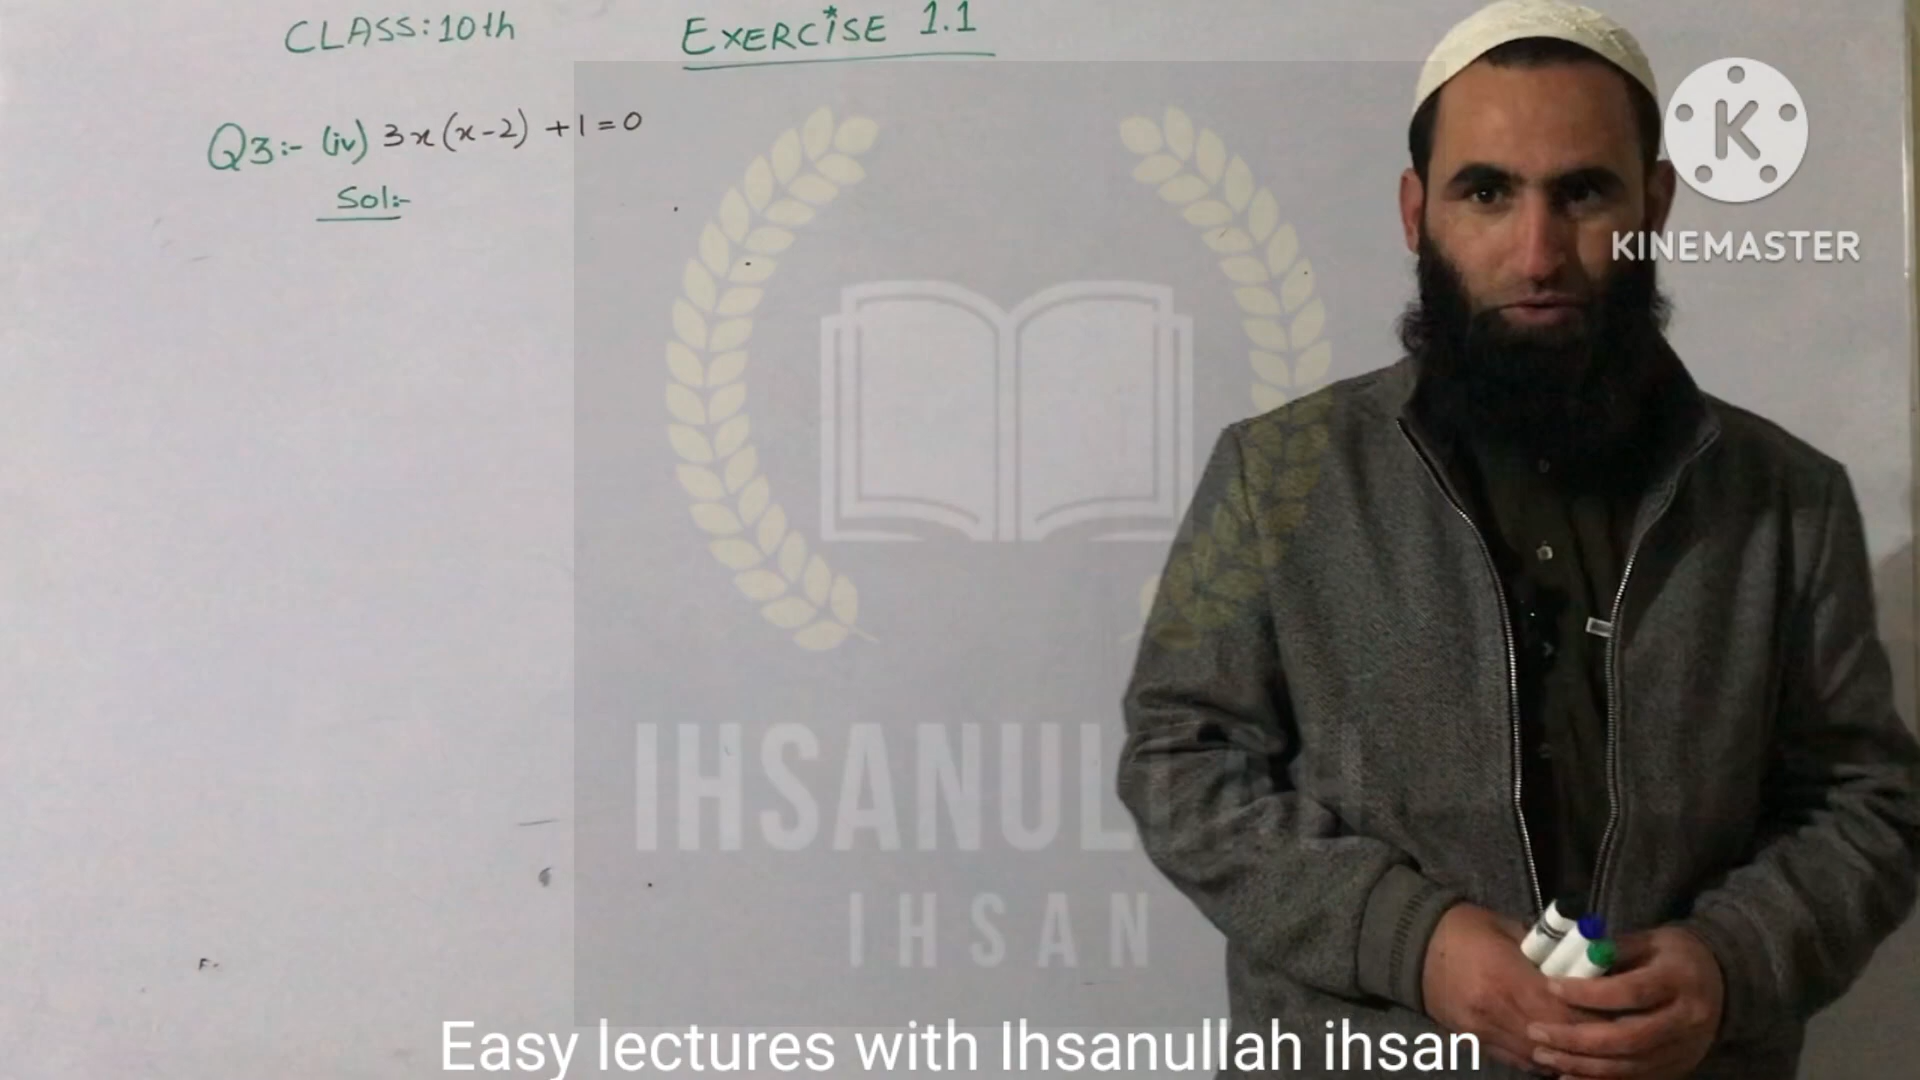 CLASS:10th EXERCISE 1.1
Q3:- (iv) 3x(x-2) +1=0
Sol:-
K
KINEMASTER
IHSANULLAH
IHSAN
Easy lectures with Ihsanullah ihsan